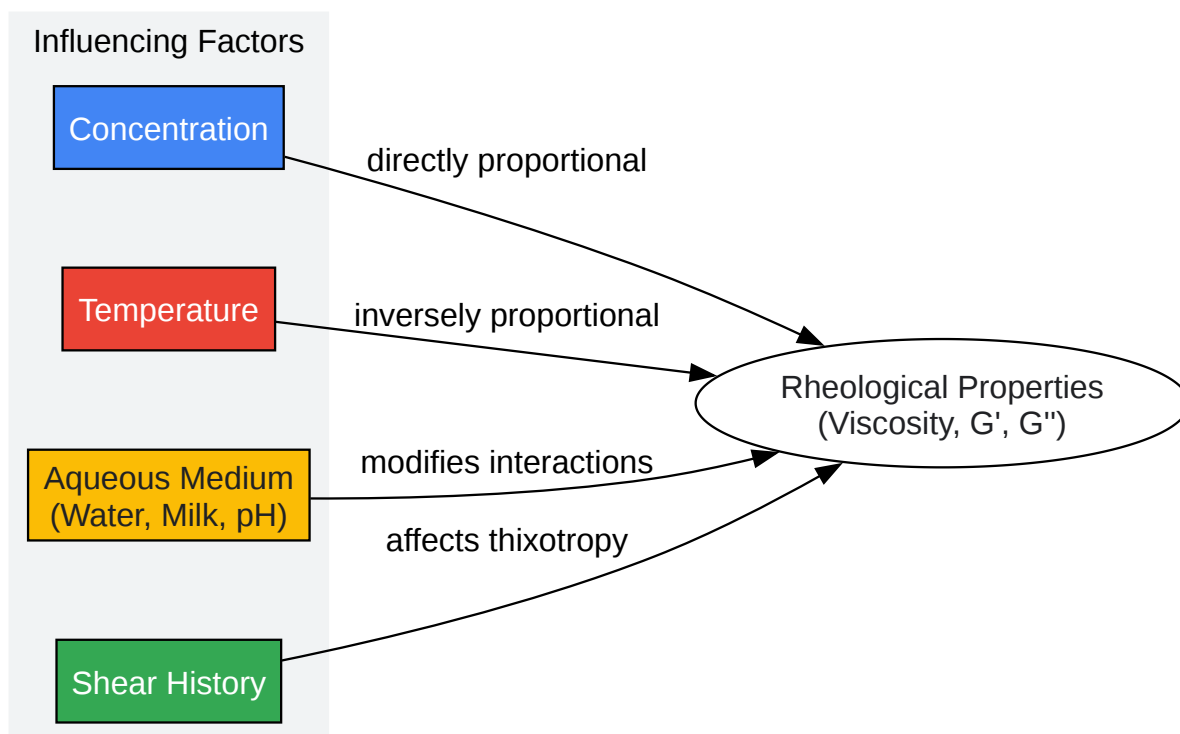 Influencing Factors
Concentration
directly proportional
Temperature
inversely proportional
Rheological Properties
(Viscosity, G', G'')
Aqueous Medium
(Water, Milk, pH)
modifies interactions
affects thixotropy
Shear History